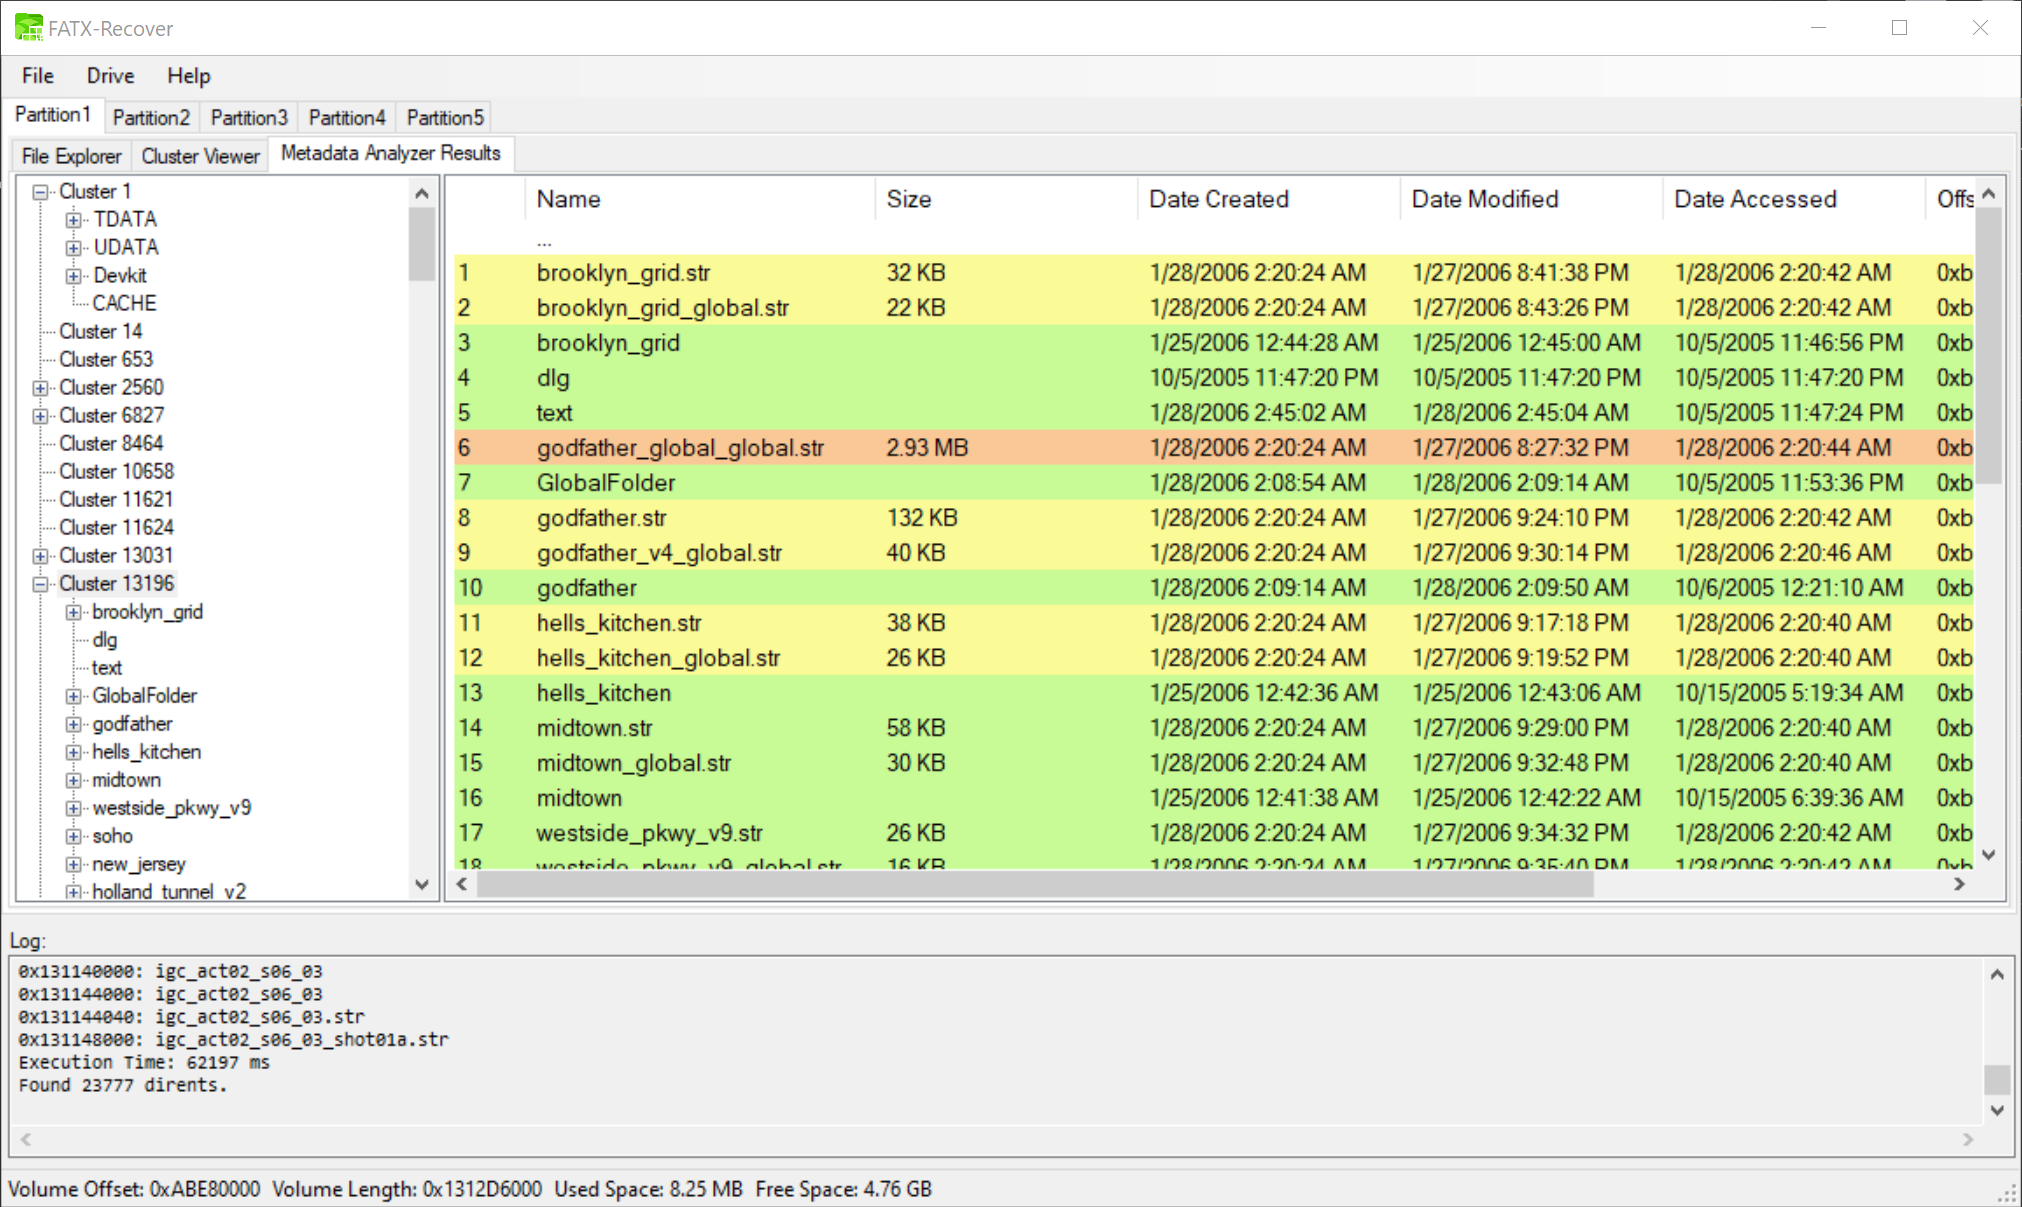 FATX-Recover
File Drive Help
Partition1 Partition2 Partition3 Partition4 Partition5
File Explorer Cluster Viewer Metadata Analyzer Results
Cluster 1
TDATA
UDATA
Devkit
CACHE
Cluster 14
Cluster 653
Cluster 2560
Cluster 6827
Cluster 8464
Cluster 10658
Cluster 11621
Cluster 11624
Cluster 13031
Cluster 13196
brooklyn_grid
dlg
text
GlobalFolder
godfather
hells_kitchen
midtown
westside_pkwy_v9
soho
new_jersey
holland_tunnel_v2
Name Size Date Created Date Modified Date Accessed Offs
...
1 brooklyn_grid.str 32 KB 1/28/2006 2:20:24 AM 1/27/2006 8:41:38 PM 1/28/2006 2:20:42 AM 0xb
2 brooklyn_grid_global.str 22 KB 1/28/2006 2:20:24 AM 1/27/2006 8:43:26 PM 1/28/2006 2:20:42 AM 0xb
3 brooklyn_grid 1/25/2006 12:44:28 AM 1/25/2006 12:45:00 AM 10/5/2005 11:46:56 PM 0xb
4 dlg 10/5/2005 11:47:20 PM 10/5/2005 11:47:20 PM 10/5/2005 11:47:20 PM 0xb
5 text 1/28/2006 2:45:02 AM 1/28/2006 2:45:04 AM 10/5/2005 11:47:24 PM 0xb
6 godfather_global_global.str 2.93 MB 1/28/2006 2:20:24 AM 1/27/2006 8:27:32 PM 1/28/2006 2:20:44 AM 0xb
7 GlobalFolder 1/28/2006 2:08:54 AM 1/28/2006 2:09:14 AM 10/5/2005 11:53:36 PM 0xb
8 godfather.str 132 KB 1/28/2006 2:20:24 AM 1/27/2006 9:24:10 PM 1/28/2006 2:20:42 AM 0xb
9 godfather_v4_global.str 40 KB 1/28/2006 2:20:24 AM 1/27/2006 9:30:14 PM 1/28/2006 2:20:46 AM 0xb
10 godfather 1/28/2006 2:09:14 AM 1/28/2006 2:09:50 AM 10/6/2005 12:21:10 AM 0xb
11 hells_kitchen.str 38 KB 1/28/2006 2:20:24 AM 1/27/2006 9:17:18 PM 1/28/2006 2:20:40 AM 0xb
12 hells_kitchen_global.str 26 KB 1/28/2006 2:20:24 AM 1/27/2006 9:19:52 PM 1/28/2006 2:20:40 AM 0xb
13 hells_kitchen 1/25/2006 12:42:36 AM 1/25/2006 12:43:06 AM 10/15/2005 5:19:34 AM 0xb
14 midtown.str 58 KB 1/28/2006 2:20:24 AM 1/27/2006 9:29:00 PM 1/28/2006 2:20:40 AM 0xb
15 midtown_global.str 30 KB 1/28/2006 2:20:24 AM 1/27/2006 9:32:48 PM 1/28/2006 2:20:40 AM 0xb
16 midtown 1/25/2006 12:41:38 AM 1/25/2006 12:42:22 AM 10/15/2005 6:39:36 AM 0xb
17 westside_pkwy_v9.str 26 KB 1/28/2006 2:20:24 AM 1/27/2006 9:34:32 PM 1/28/2006 2:20:42 AM 0xb
18 westside_pkwy_v9_global.str 16 KB 1/28/2006 2:20:24 AM 1/27/2006 9:35:40 PM 1/28/2006 2:20:42 AM 0xb
Log:
0x131140000: igc_act02_s06_03
0x131144000: igc_act02_s06_03
0x131144040: igc_act02_s06_03.str
0x131148000: igc_act02_s06_03_shot01a.str
Execution Time: 62197 ms
Found 23777 dirents.
Volume Offset: 0xABE80000 Volume Length: 0x1312D6000 Used Space: 8.25 MB Free Space: 4.76 GB